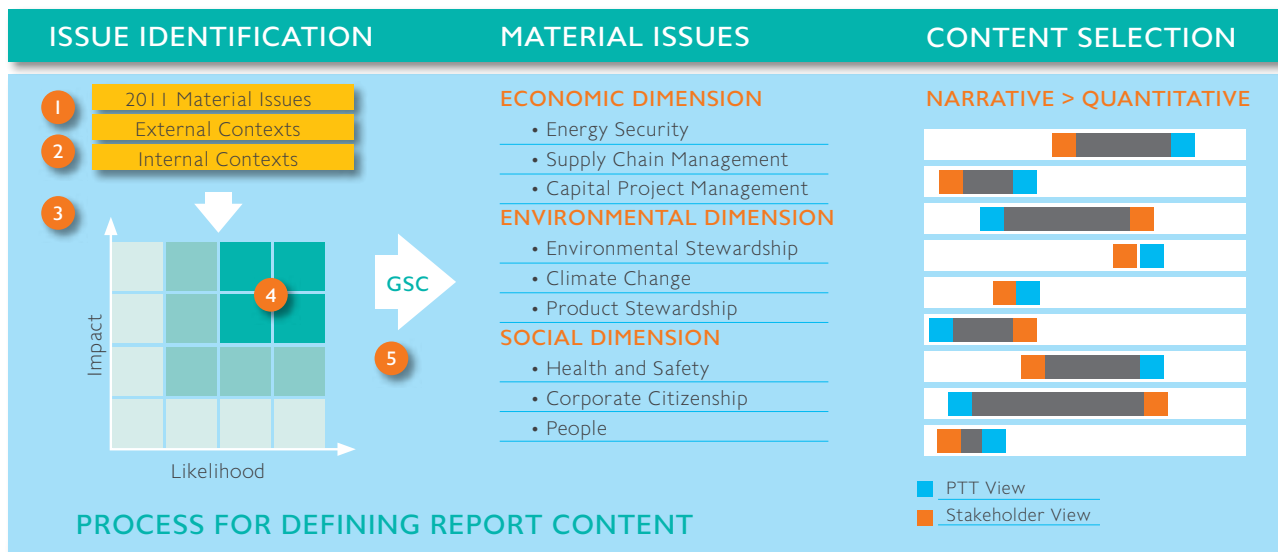 ISSUE IDENTIFICATION
MATERIAL ISSUES
CONTENT SELECTION
1
2011 Material Issues
External Contexts
2
Internal Contexts
3
4
Impact
Likelihood
GSC
5
ECONOMIC DIMENSION
• Energy Security
• Supply Chain Management
• Capital Project Management
ENVIRONMENTAL DIMENSION
• Environmental Stewardship
• Climate Change
• Product Stewardship
SOCIAL DIMENSION
• Health and Safety
• Corporate Citizenship
• People
NARRATIVE > QUANTITATIVE
PTT View
Stakeholder View
PROCESS FOR DEFINING REPORT CONTENT